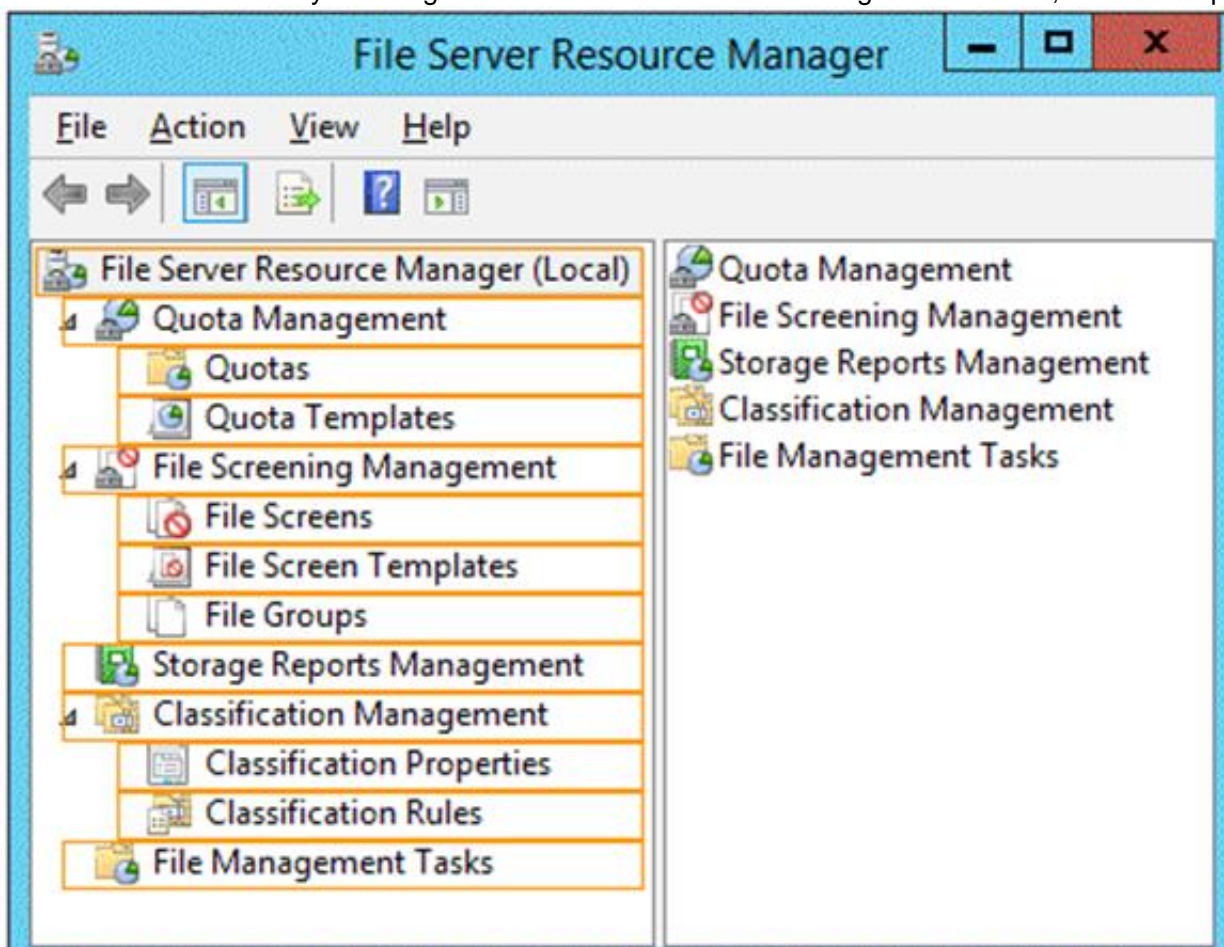 File Server Resource Manager
File Action View Help
File Server Resource Manager (Local)
Quota Management
Quotas
Quota Templates
File Screening Management
File Screens
File Screen Templates
File Groups
Storage Reports Management
Classification Management
Classification Properties
Classification Rules
File Management Tasks
Quota Management
File Screening Management
Storage Reports Management
Classification Management
File Management Tasks